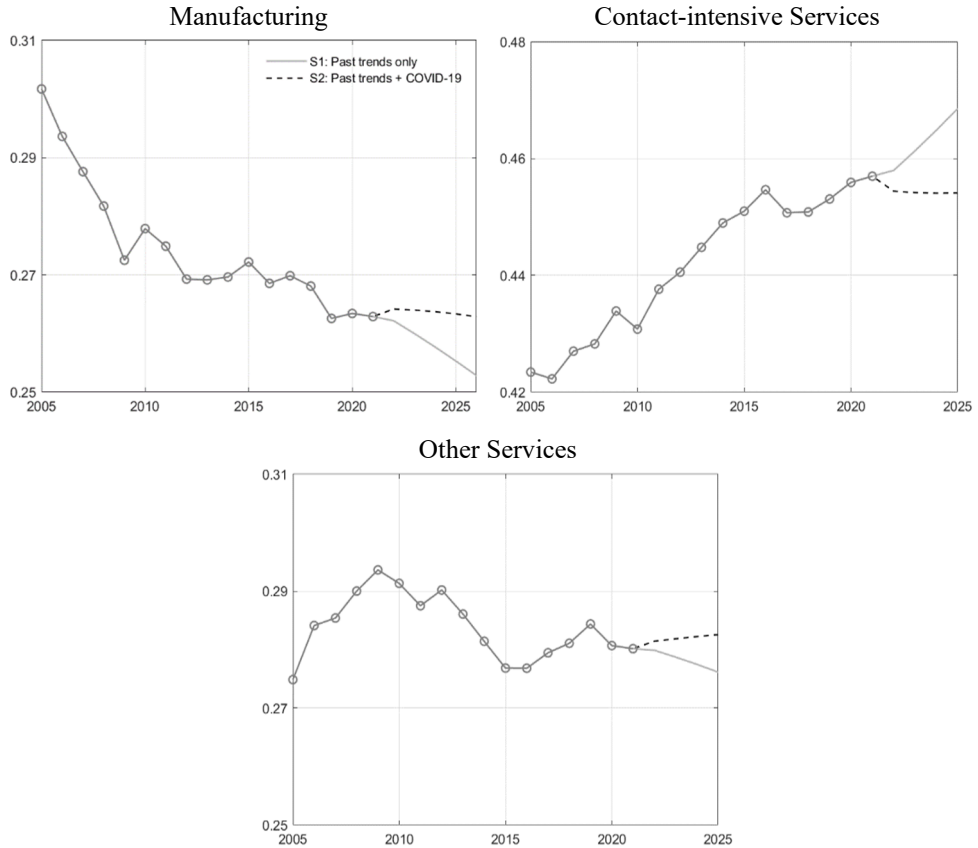 Manufacturing
0.31
0.29
0.27
0.25
2005 2010 2015 2020 2025
S1: Past trends only
S2: Past trends + COVID-19
Contact-intensive Services
0.48
0.46
0.44
0.42
2005 2010 2015 2020 2025
Other Services
0.31
0.29
0.27
0.25
2005 2010 2015 2020 2025